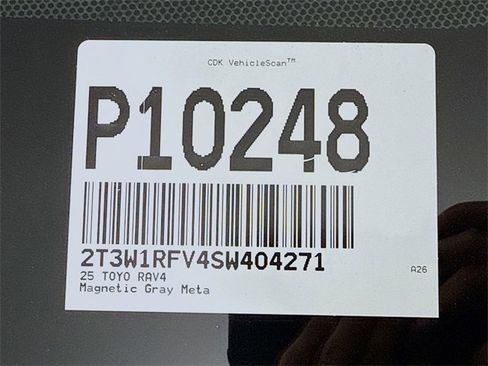 CDK VehicleScan™
P10248
2T3W1RFV4SW404271
25 TOYO RAV4
Magnetic Gray Meta
A26